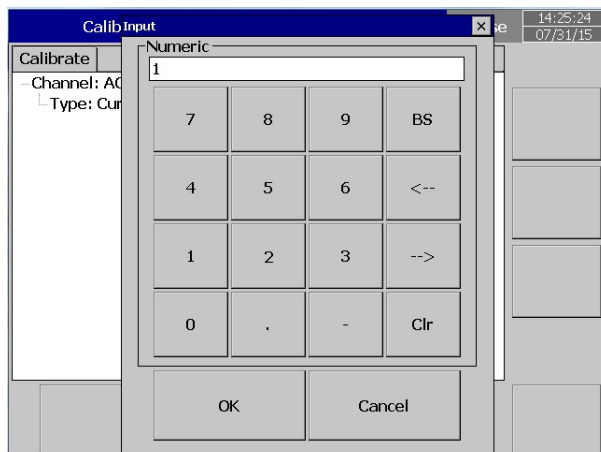 Calib
Input
×
se
14:25:24
07/31/15
Calibrate
Numeric
1
Channel: AC
Type: Cur
7 8 9 BS
4 5 6 <--
1 2 3 -->
0 . - Clr
OK Cancel